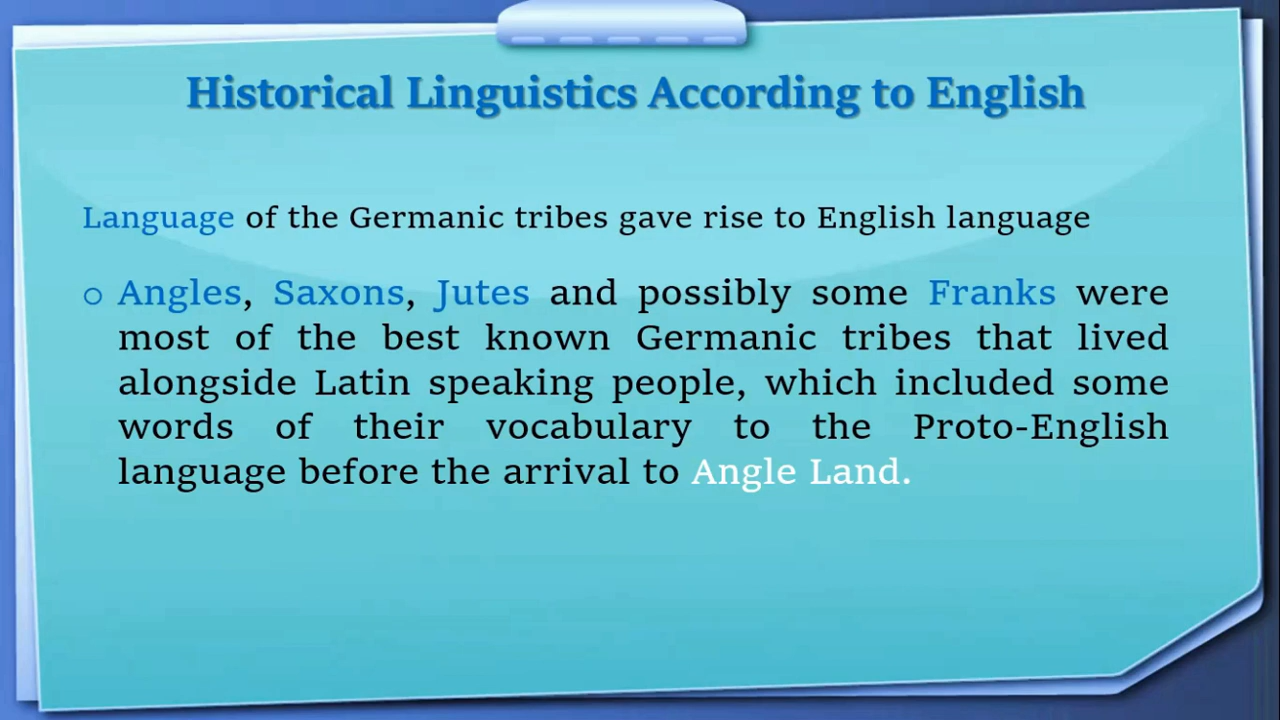 Historical Linguistics According to English
Language of the Germanic tribes gave rise to English language
○ Angles, Saxons, Jutes and possibly some Franks were
most of the best known Germanic tribes that lived
alongside Latin speaking people, which included some
words of their vocabulary to the Proto-English
language before the arrival to Angle Land.